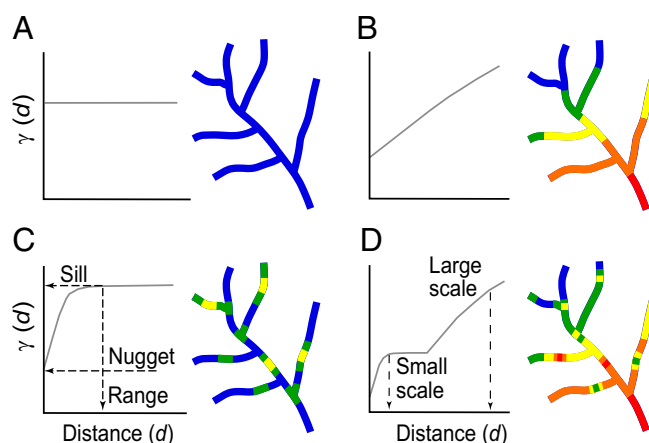 A
B
γ (d)
C
D
Sill
Nugget
Range
Large
scale
Small
scale
γ (d)
Distance (d)
Distance (d)